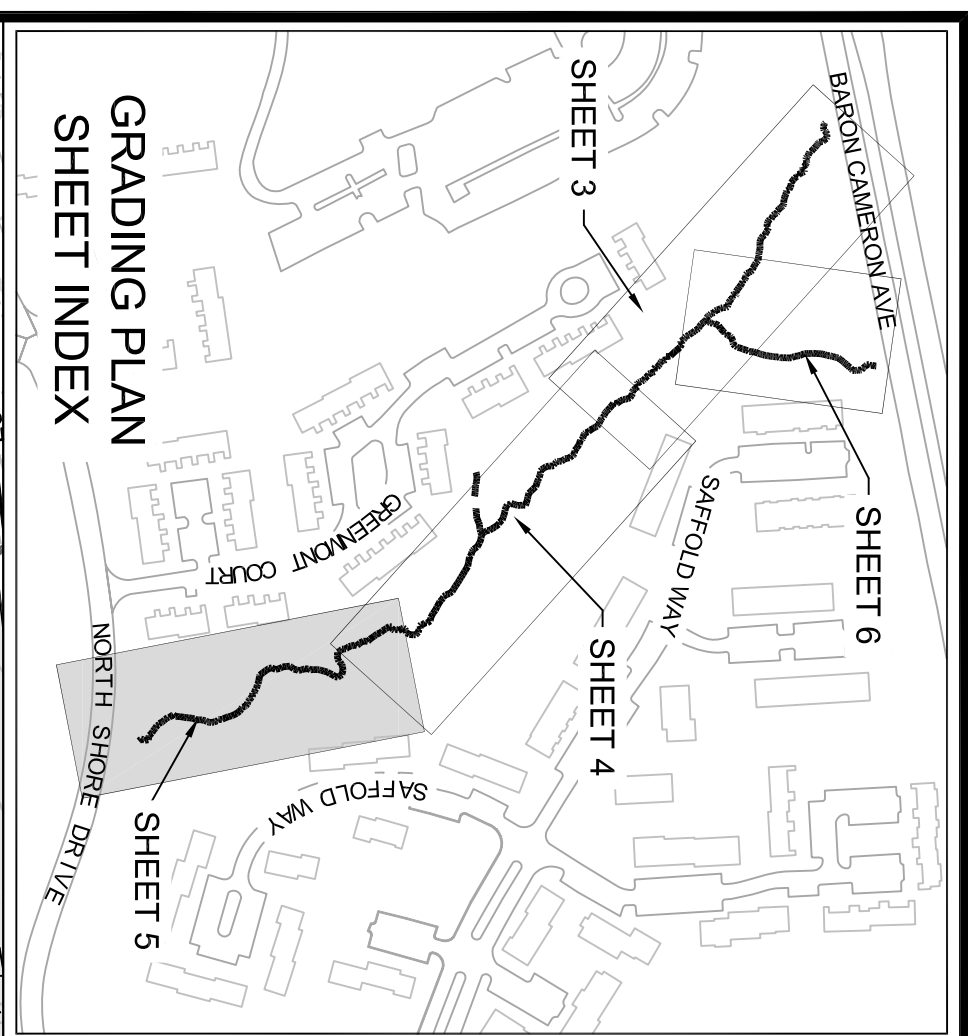 BARON CAMERON AVE
SHEET 3
SHEET 6
SAFFOLD WAY
SHEET 4
GREENMONT COURT
GRADING PLAN
SHEET INDEX
NORTH SHORE DRIVE
SAFFOLD WAY
SHEET 5